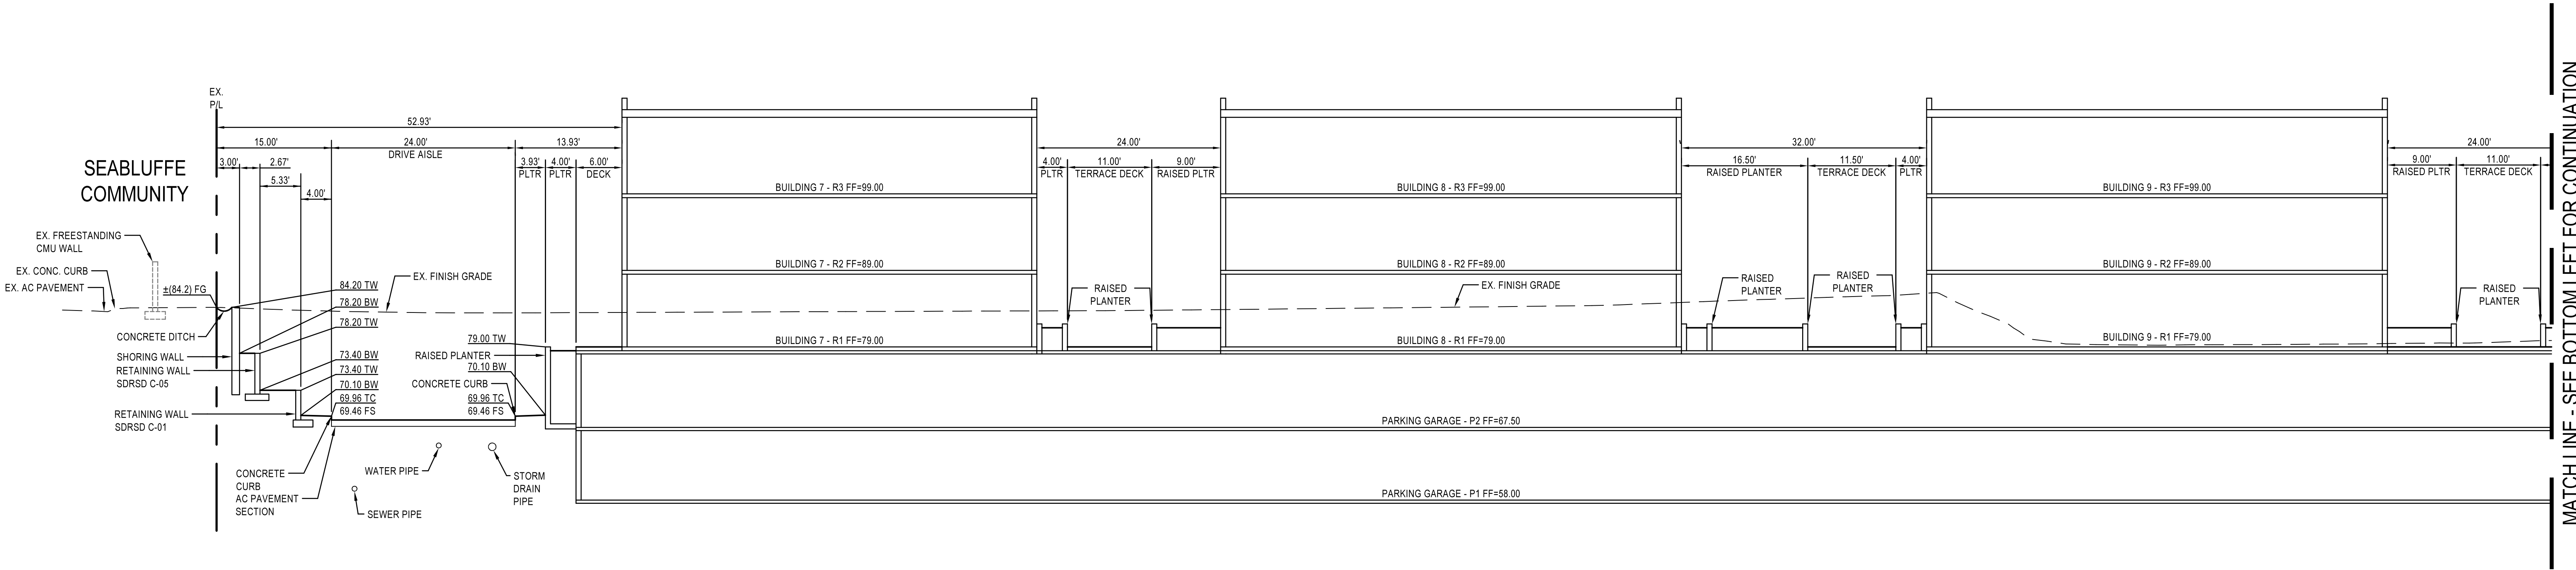 EX.
P/L
52.93'
15.00'
24.00'
DRIVE AISLE
13.93'
3.00'
2.67'
5.33'
4.00'
3.93'
PLTR
4.00'
PLTR
6.00'
DECK
SEABLUFFE
COMMUNITY
EX. FREESTANDING
CMU WALL
EX. CONC. CURB
EX. AC PAVEMENT
±(84.2) FG
CONCRETE DITCH
SHORING WALL
RETAINING WALL
SDRSD C-05
RETAINING WALL
SDRSD C-01
84.20 TW
78.20 BW
78.20 TW
73.40 BW
73.40 TW
70.10 BW
69.96 TC
69.46 FS
EX. FINISH GRADE
79.00 TW
RAISED PLANTER
70.10 BW
CONCRETE CURB
69.96 TC
69.46 FS
CONCRETE
CURB
AC PAVEMENT
SECTION
WATER PIPE
SEWER PIPE
STORM
DRAIN
PIPE
BUILDING 7 - R3 FF=99.00
BUILDING 7 - R2 FF=89.00
BUILDING 7 - R1 FF=79.00
24.00'
4.00'
PLTR
11.00'
TERRACE DECK
9.00'
RAISED PLTR
RAISED
PLANTER
BUILDING 8 - R3 FF=99.00
BUILDING 8 - R2 FF=89.00
EX. FINISH GRADE
BUILDING 8 - R1 FF=79.00
PARKING GARAGE - P2 FF=67.50
PARKING GARAGE - P1 FF=58.00
32.00'
16.50'
RAISED PLANTER
11.50'
TERRACE DECK
4.00'
PLTR
RAISED
PLANTER
RAISED
PLANTER
BUILDING 9 - R3 FF=99.00
BUILDING 9 - R2 FF=89.00
BUILDING 9 - R1 FF=79.00
24.00'
9.00'
RAISED PLTR
11.00'
TERRACE DECK
RAISED
PLANTER
MATCH LINE - SEE BOTTOM LEFT FOR CONTINUATION